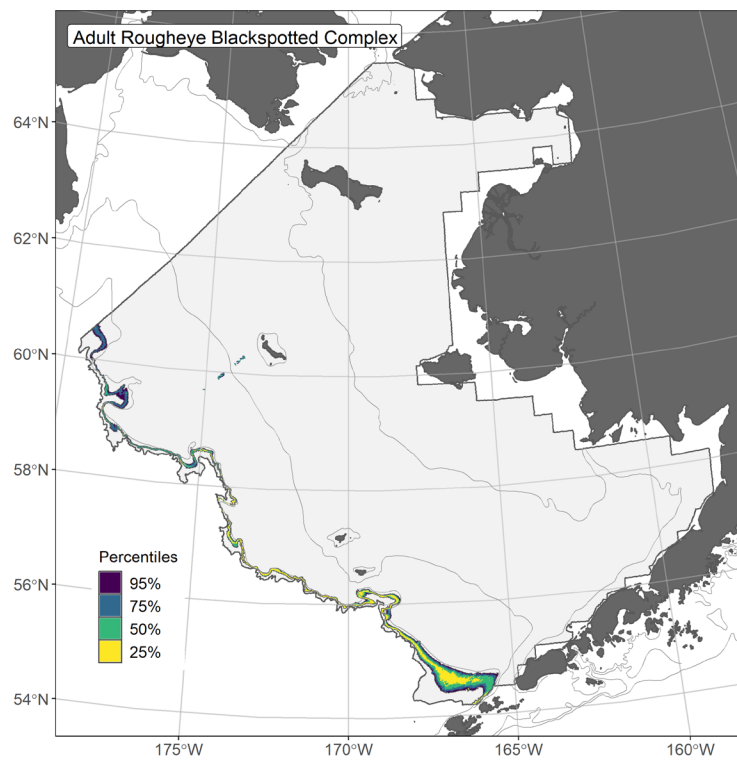 Adult Rougheye Blackspotted Complex
64°N
62°N
60°N
58°N
56°N
54°N
Percentiles
95%
75%
50%
25%
175°W
170°W
165°W
160°W